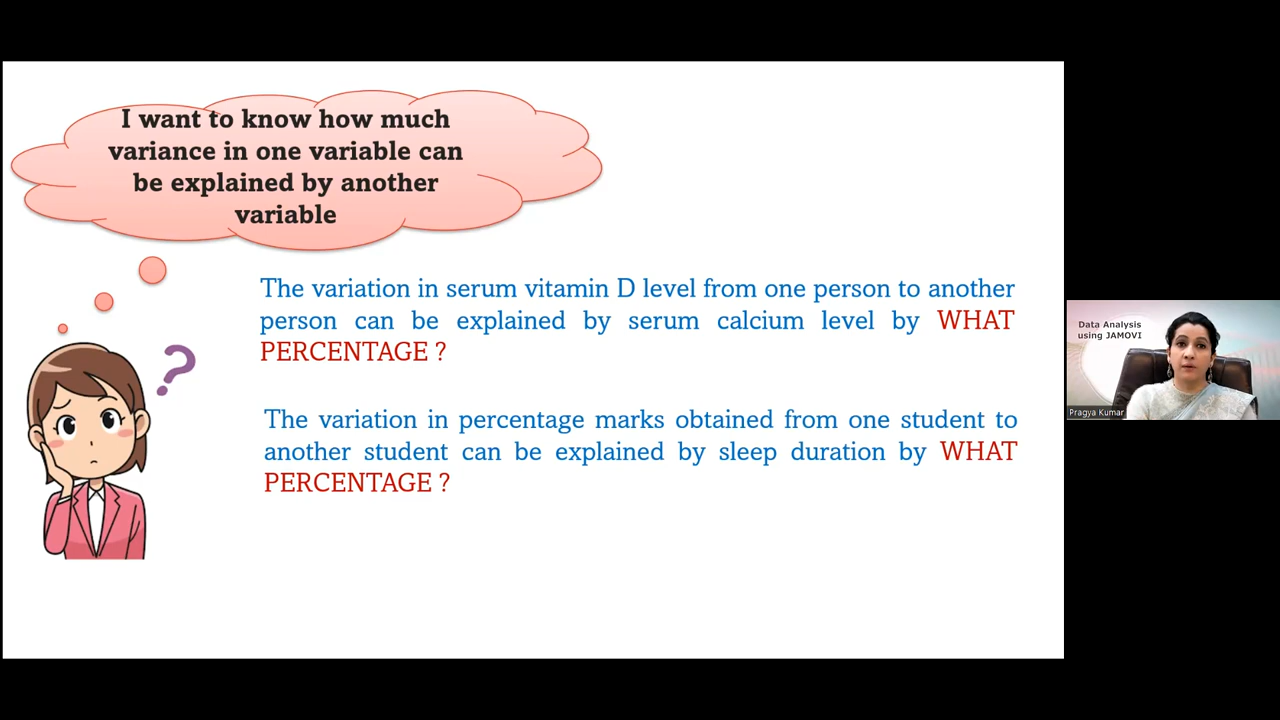 I want to know how much
variance in one variable can
be explained by another
variable
The variation in serum vitamin D level from one person to another
person can be explained by serum calcium level by WHAT
PERCENTAGE ?
The variation in percentage marks obtained from one student to
another student can be explained by sleep duration by WHAT
PERCENTAGE ?
?
Data Analysis
using JAMOVI
Pragya Kumar